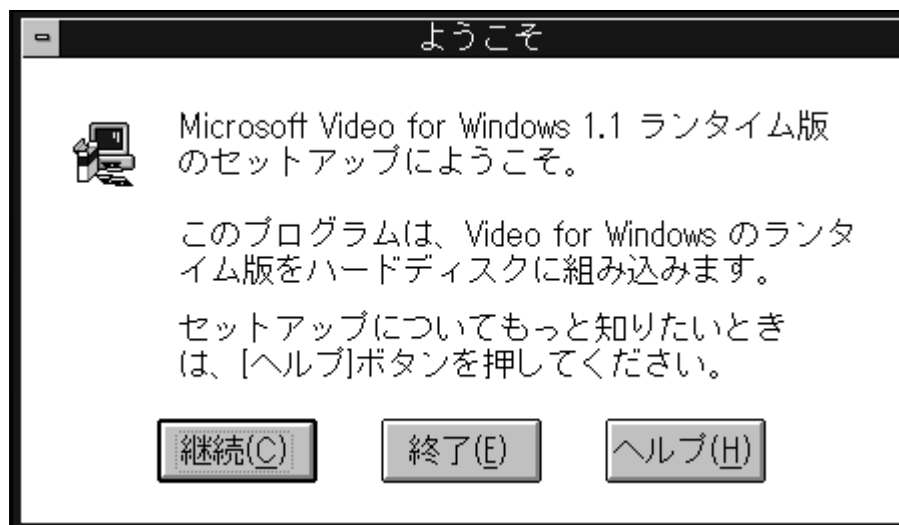 ようこそ
Microsoft Video for Windows 1.1 ランタイム版
のセットアップにようこそ。
このプログラムは、Video for Windows のランタ
イム版をハードディスクに組み込みます。
セットアップについてもっと知りたいとき
は、[ヘルプ]ボタンを押してください。
継続(C) 終了(E) ヘルプ(H)